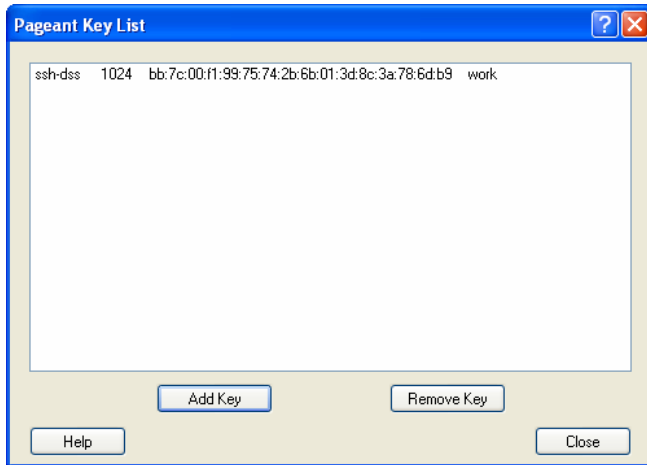 Pageant Key List
ssh-dss 1024 bb:7c:00:f1:99:75:74:2b:6b:01:3d:8c:3a:78:6d:b9 work
Add Key Remove Key
Help Close